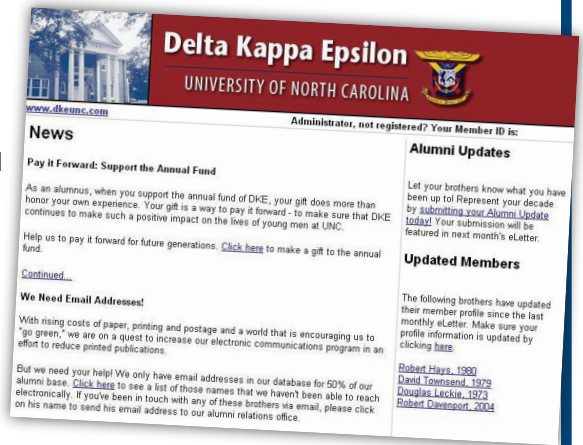 Delta Kappa Epsilon
UNIVERSITY OF NORTH CAROLINA
www.dkeunc.com
Administrator, not registered? Your Member ID is:
News
Pay it Forward: Support the Annual Fund
As an alumnus, when you support the annual fund of DKE, your gift does more than
honor your own experience. Your gift is a way to pay it forward - to make sure that DKE
continues to make such a positive impact on the lives of young men at UNC.
Help us to pay it forward for future generations. Click here to make a gift to the annual
fund.
Continued...
We Need Email Addresses!
With rising costs of paper, printing and postage and a world that is encouraging us to
"go green," we are on a quest to increase our electronic communications program in an
effort to reduce printed publications.
But we need your help! We only have email addresses in our database for 50% of our
alumni base. Click here to see a list of those names that we haven't been able to reach
electronically. If you've been in touch with any of these brothers via email, please click
on his name to send his email address to our alumni relations office.
Alumni Updates
Let your brothers know what you have
been up to! Represent your decade
by submitting your Alumni Update
today! Your submission will be
featured in next month's eLetter.
Updated Members
The following brothers have updated
their member profile since the last
monthly eLetter. Make sure your
profile information is updated by
clicking here.
Robert Hays, 1980
David Townsend, 1979
Douglas Leckie, 1973
Robert Davenport, 2004